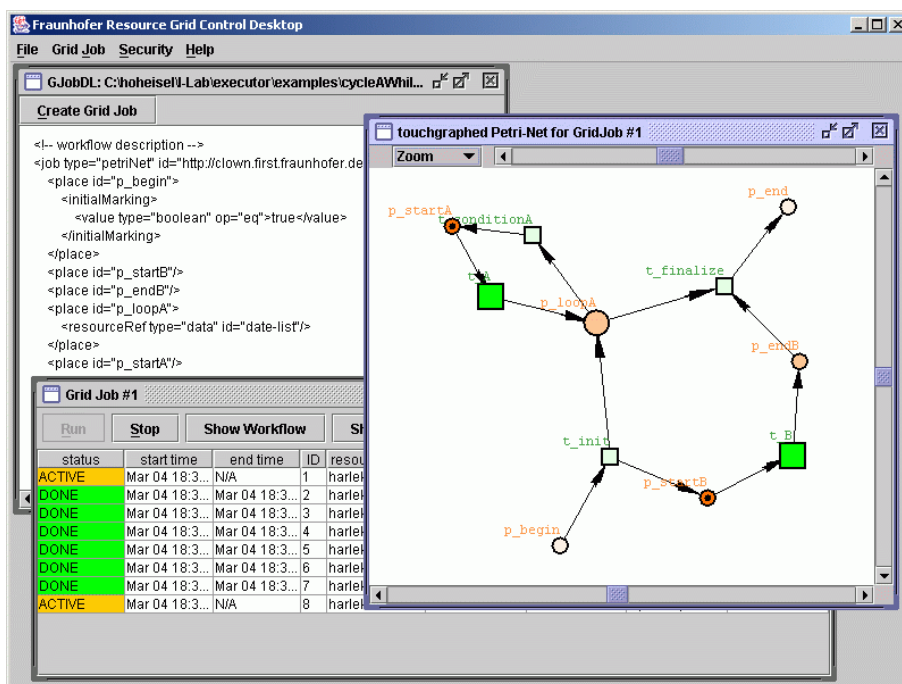 Fraunhofer Resource Grid Control Desktop
File Grid Job Security Help
GJobDL: C:\hoheisel\I-Lab\executor\examples\cycleAWhil...
Create Grid Job
<!-- workflow description -->
<job type="petriNet" id="http://clown.first.fraunhofer.de
<place id="p_begin">
<initialMarking>
<value type="boolean" op="eq">true</value>
</initialMarking>
</place>
<place id="p_startB"/>
<place id="p_endB"/>
<place id="p_loopA">
<resourceRef type="data" id="date-list"/>
</place>
<place id="p_startA"/>
touchgraphed Petri-Net for GridJob #1
Zoom
p_end
p_startA
t_conditionA
t_finalize
t_A
p_loopA
p_endB
t_init
t_B
p_startB
p_begin
Grid Job #1
Run Stop Show Workflow
status start time end time ID resou
ACTIVE Mar 04 18:3... N/A 1 harlek
DONE Mar 04 18:3... Mar 04 18:3... 2 harlek
DONE Mar 04 18:3... Mar 04 18:3... 3 harlek
DONE Mar 04 18:3... Mar 04 18:3... 4 harlek
DONE Mar 04 18:3... Mar 04 18:3... 5 harlek
DONE Mar 04 18:3... Mar 04 18:3... 6 harlek
DONE Mar 04 18:3... Mar 04 18:3... 7 harlek
ACTIVE Mar 04 18:3... N/A 8 harlek